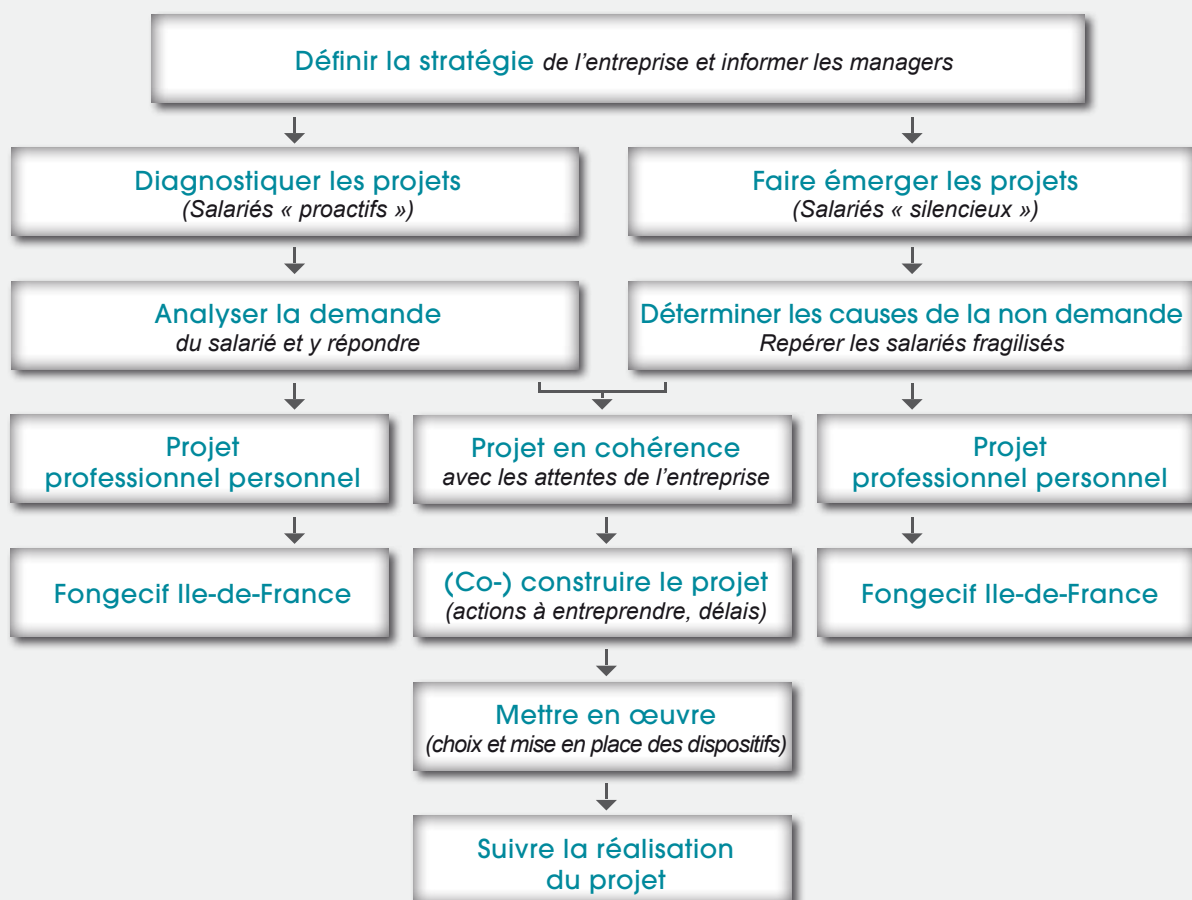 Définir la stratégie de l'entreprise et informer les managers
Diagnostiquer les projets
(Salariés « proactifs »)
Faire émerger les projets
(Salariés « silencieux »)
Analyser la demande
du salarié et y répondre
Déterminer les causes de la non demande
Repérer les salariés fragilisés
Projet
professionnel personnel
Projet en cohérence
avec les attentes de l'entreprise
Projet
professionnel personnel
Fongecif Ile-de-France
(Co-) construire le projet
(actions à entreprendre, délais)
Fongecif Ile-de-France
Mettre en œuvre
(choix et mise en place des dispositifs)
Suivre la réalisation
du projet